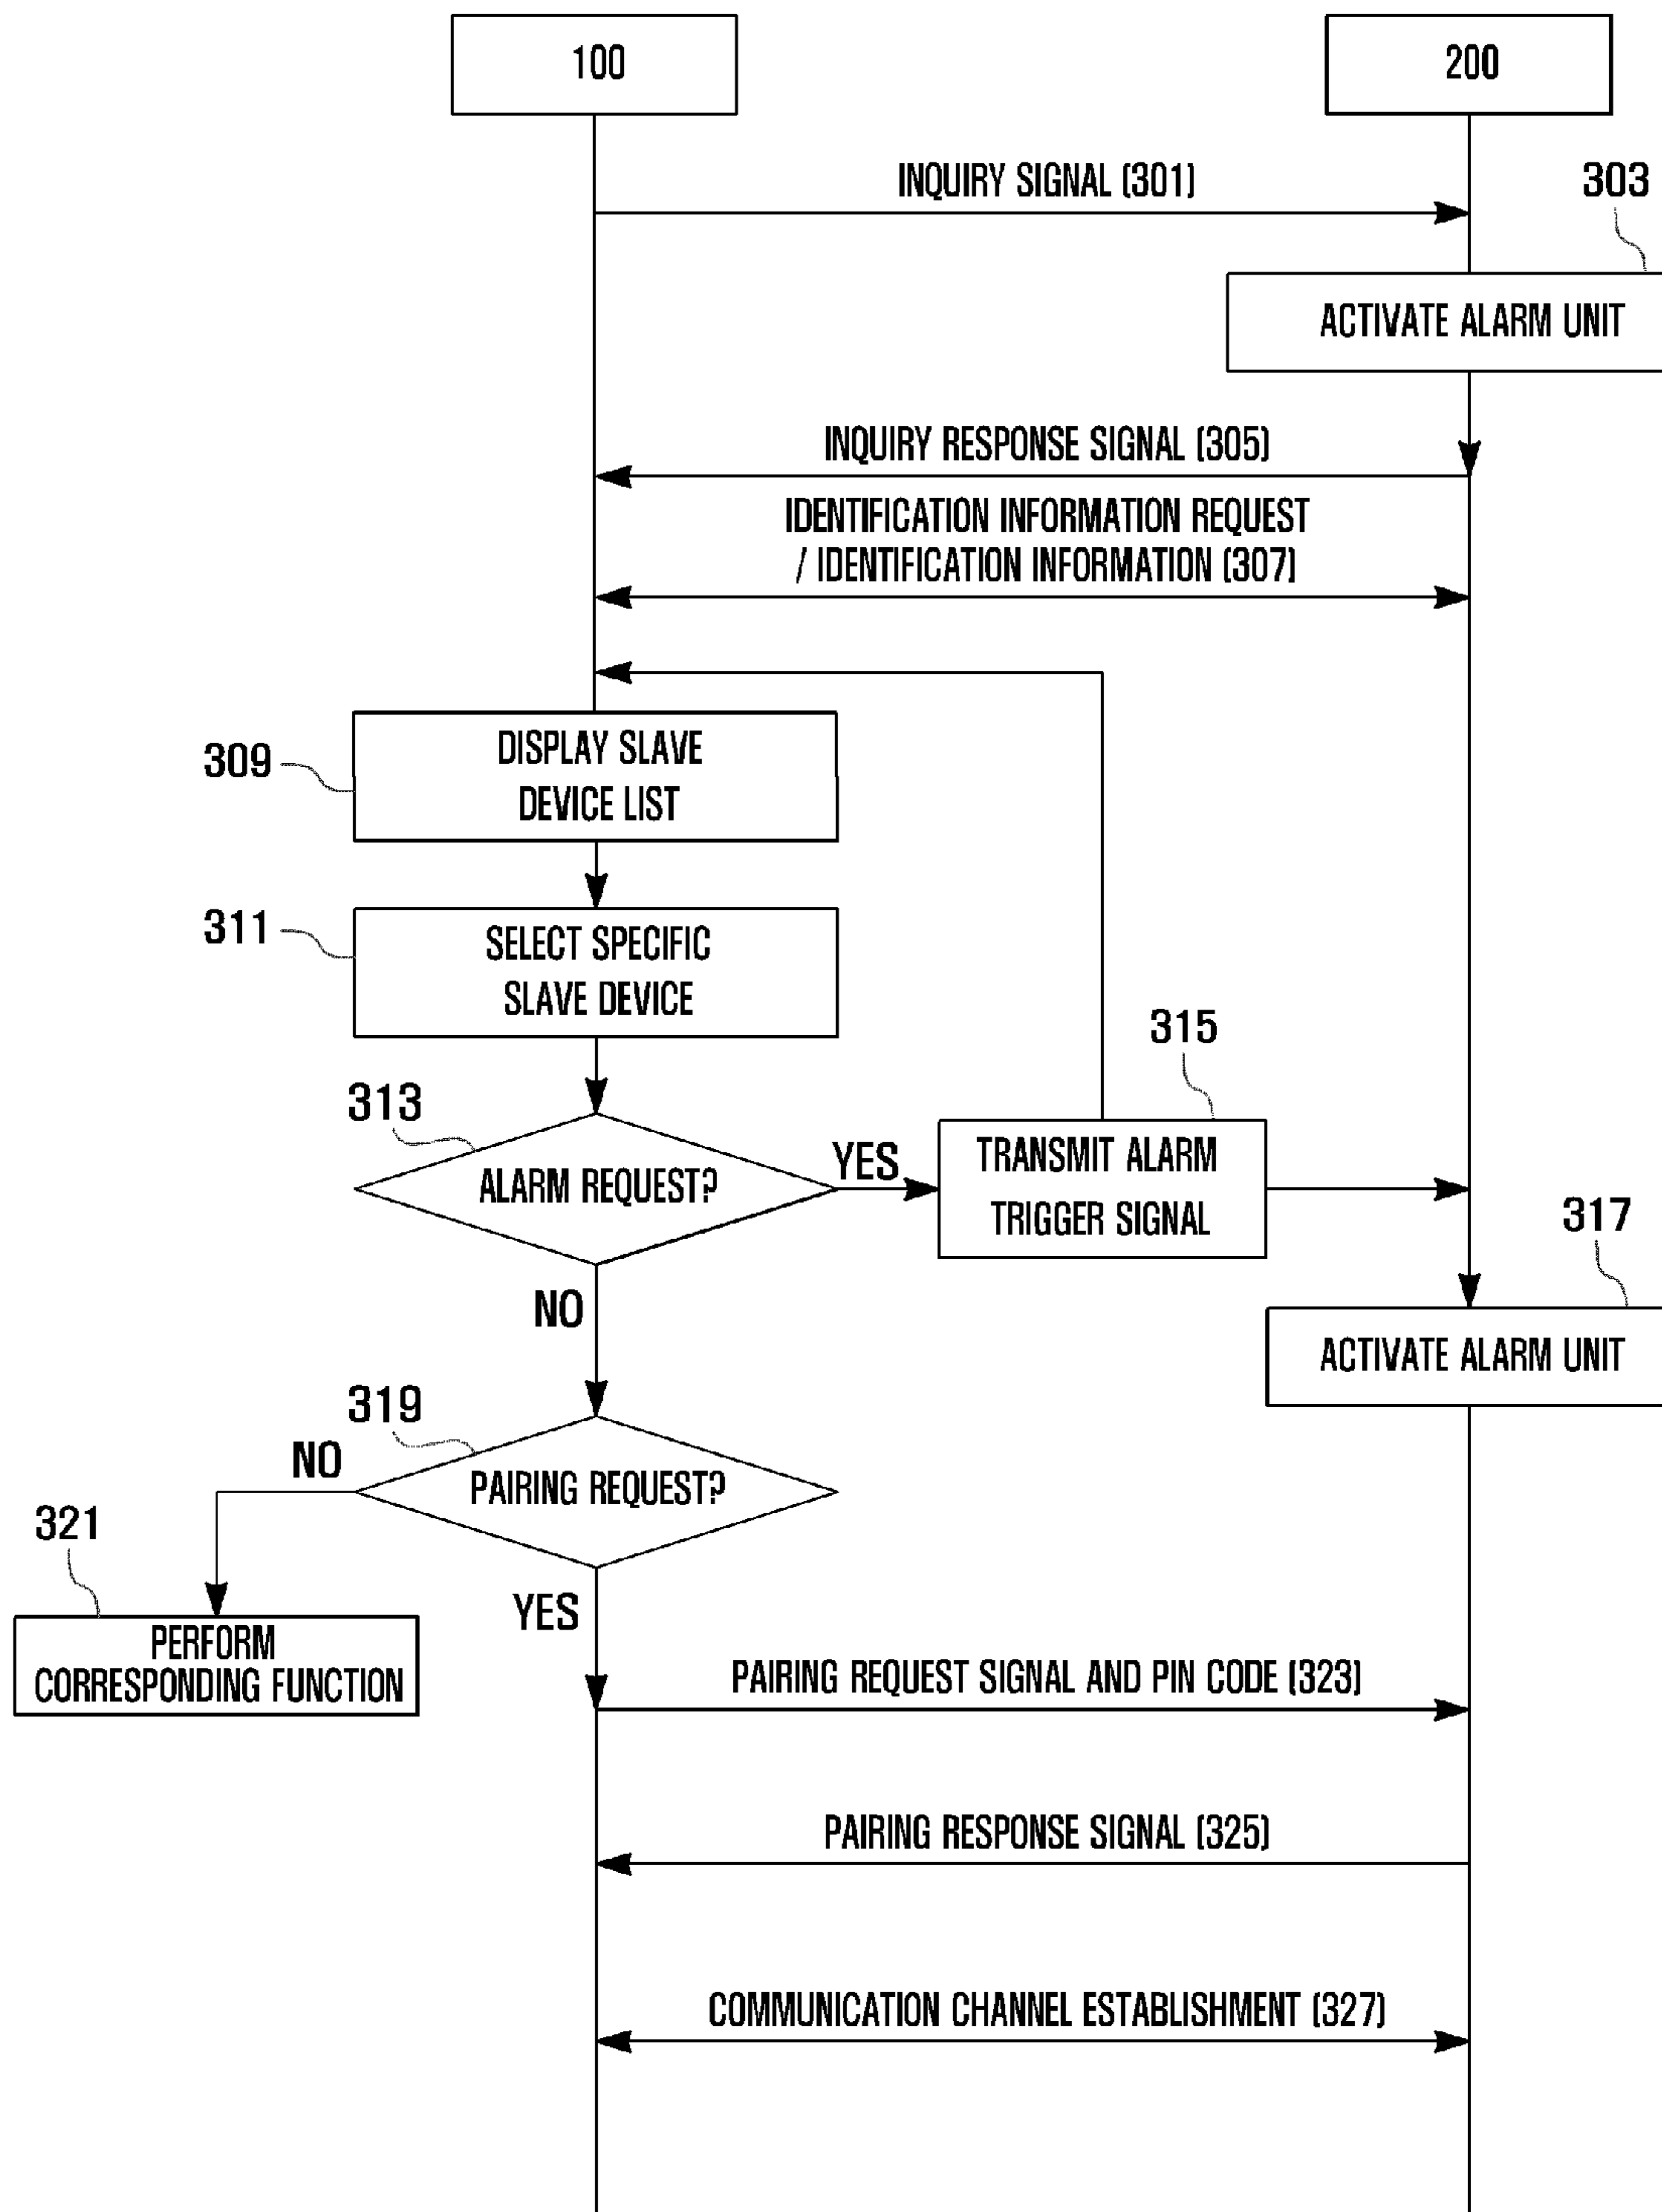 100
200
INQUIRY SIGNAL (301)
303
ACTIVATE ALARM UNIT
INQUIRY RESPONSE SIGNAL (305)
IDENTIFICATION INFORMATION REQUEST
/ IDENTIFICATION INFORMATION (307)
309
DISPLAY SLAVE
DEVICE LIST
311
SELECT SPECIFIC
SLAVE DEVICE
313
ALARM REQUEST?
YES
315
TRANSMIT ALARM
TRIGGER SIGNAL
NO
317
ACTIVATE ALARM UNIT
319
PAIRING REQUEST?
NO
321
PERFORM
CORRESPONDING FUNCTION
YES
PAIRING REQUEST SIGNAL AND PIN CODE (323)
PAIRING RESPONSE SIGNAL (325)
COMMUNICATION CHANNEL ESTABLISHMENT (327)